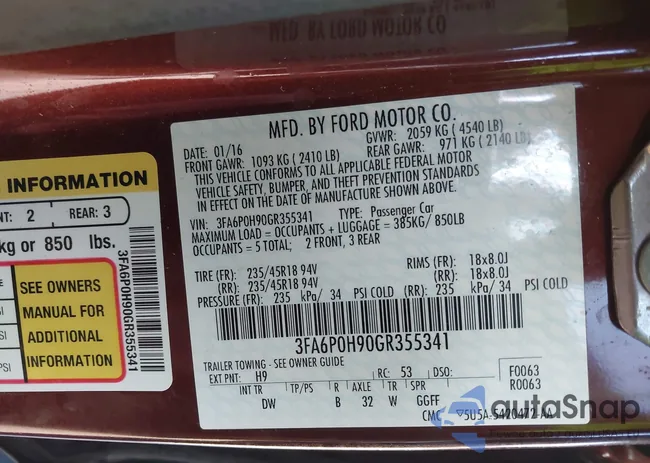 MFD. BY FORD MOTOR CO.
MFD. BY FORD MOTOR CO.
DATE: 01/16 GVWR: 2059 KG ( 4540 LB)
FRONT GAWR: 1093 KG ( 2410 LB) REAR GAWR: 971 KG ( 2140 LB)
THIS VEHICLE CONFORMS TO ALL APPLICABLE FEDERAL MOTOR
VEHICLE SAFETY, BUMPER, AND THEFT PREVENTION STANDARDS
IN EFFECT ON THE DATE OF MANUFACTURE SHOWN ABOVE.
VIN: 3FA6P0H90GR355341 TYPE: Passenger Car
MAXIMUM LOAD = OCCUPANTS + LUGGAGE = 385KG/ 850LB
OCCUPANTS = 5 TOTAL; 2 FRONT, 3 REAR
TIRE (FR): 235/45R18 94V RIMS (FR): 18x8.0J
(RR): 235/45R18 94V (RR): 18x8.0J
PRESSURE (FR): 235 kPa/ 34 PSI COLD (RR): 235 kPa/ 34 PSI COLD
3FA6P0H90GR355341
TRAILER TOWING - SEE OWNER GUIDE
EXT PNT: H9 RC: 53 DSO: F0063
R0063
INT TR TP/PS R AXLE TR SPR
DW B 32 W GGFF
CMC 5U5A-5420472-AA
INFORMATION
NT: 2 REAR: 3
kg or 850 lbs.
SEE OWNERS
MANUAL FOR
ADDITIONAL
INFORMATION
3FA6P0H90GR355341
autoSnap